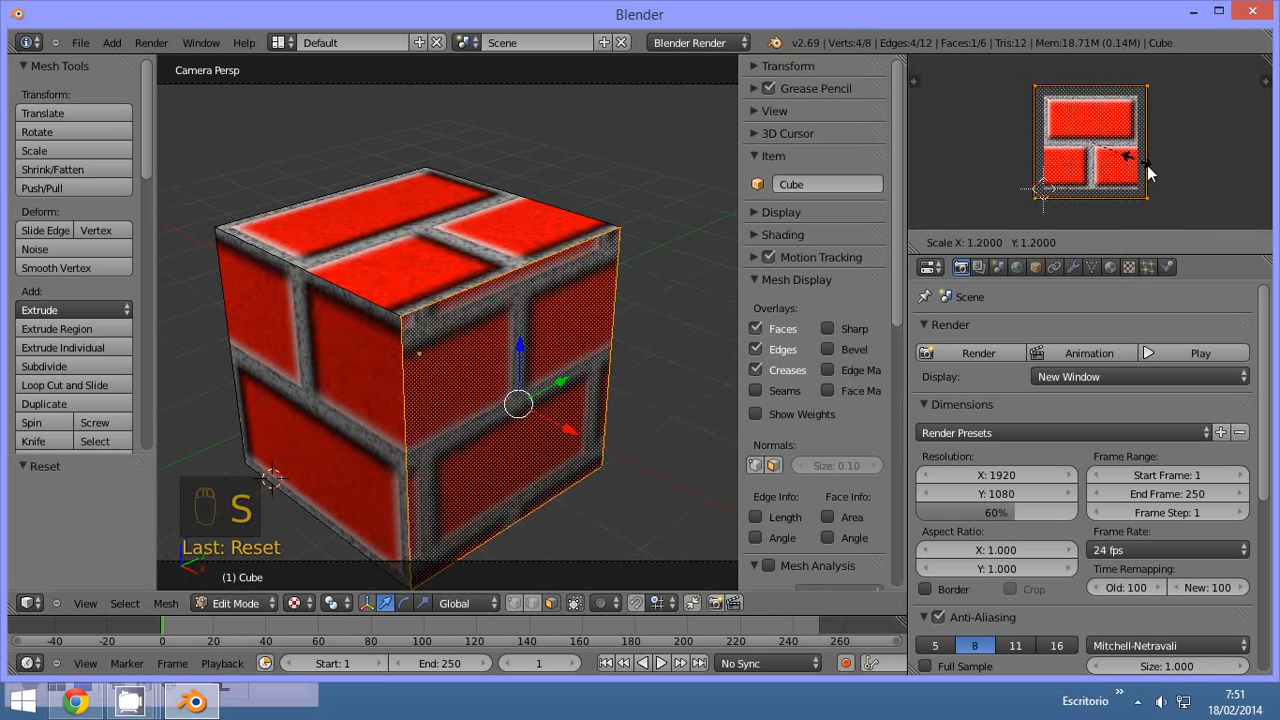 Blender
File Add Render Window Help Default Scene Blender Render v2.69 | Verts:4/8 | Edges:4/12 | Faces:1/6 | Tris:12 | Mem:18.71M (0.14M) | Cube
Mesh Tools
Transform:
Translate
Rotate
Scale
Shrink/Fatten
Push/Pull
Deform:
Slide Edge Vertex
Noise
Smooth Vertex
Add:
Extrude
Extrude Region
Extrude Individual
Subdivide
Loop Cut and Slide
Duplicate
Spin Screw
Knife Select
Reset
Camera Persp
S
Last: Reset
(1) Cube
Transform
Grease Pencil
View
3D Cursor
Item
Cube
Display
Shading
Motion Tracking
Mesh Display
Overlays:
Faces Sharp
Edges Bevel
Creases Edge Ma
Seams Face Ma
Show Weights
Normals:
Size: 0.10
Edge Info: Face Info:
Length Area
Angle Angle
Mesh Analysis
Scale X: 1.2000 Y: 1.2000
Scene
Render
Render Animation Play
Display: New Window
Dimensions
Render Presets
Resolution: Frame Range:
X: 1920 Start Frame: 1
Y: 1080 End Frame: 250
60% Frame Step: 1
Aspect Ratio: Frame Rate:
X: 1.000 24 fps
Y: 1.000 Time Remapping:
Border Crop Old: 100 New: 100
Anti-Aliasing
5 8 11 16 Mitchell-Netravali
Full Sample Size: 1.000
View Select Mesh Edit Mode Global
-40 -20 0 20 40 60 80 100 120 140 160 180 200 220 240 260
View Marker Frame Playback Start: 1 End: 250 1 No Sync
Escritorio » 7:51
18/02/2014